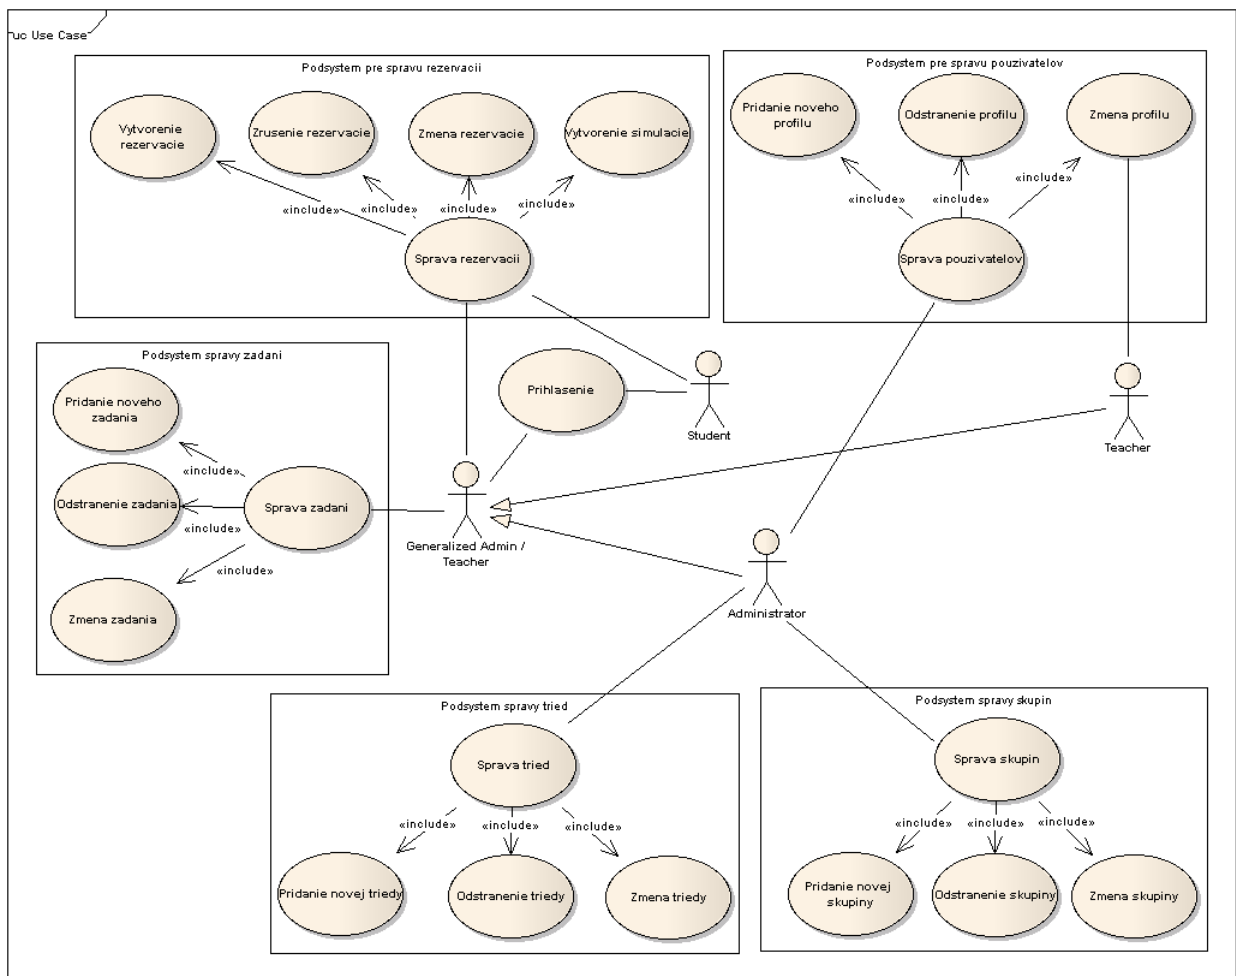 uc Use Case
Podsystem pre spravu rezervacii
Vytvorenie
rezervacie
Zrusenie rezervacie
Zmena rezervacie
Vytvorenie simulacie
«include»
«include»
«include»
«include»
Sprava rezervacii
Podsystem pre spravu pouzivatelov
Pridanie noveho
profilu
Odstranenie profilu
Zmena profilu
«include»
«include»
«include»
Sprava pouzivatelov
Podsystem spravy zadani
Pridanie noveho
zadania
«include»
Odstranenie zadania
«include»
Sprava zadani
«include»
Zmena zadania
Prihlasenie
Student
Teacher
Generalized Admin /
Teacher
Administrator
Podsystem spravy tried
Sprava tried
«include»
«include»
«include»
Pridanie novej triedy
Odstranenie triedy
Zmena triedy
Podsystem spravy skupin
Sprava skupin
«include»
«include»
«include»
Pridanie novej
skupiny
Odstranenie skupiny
Zmena skupiny